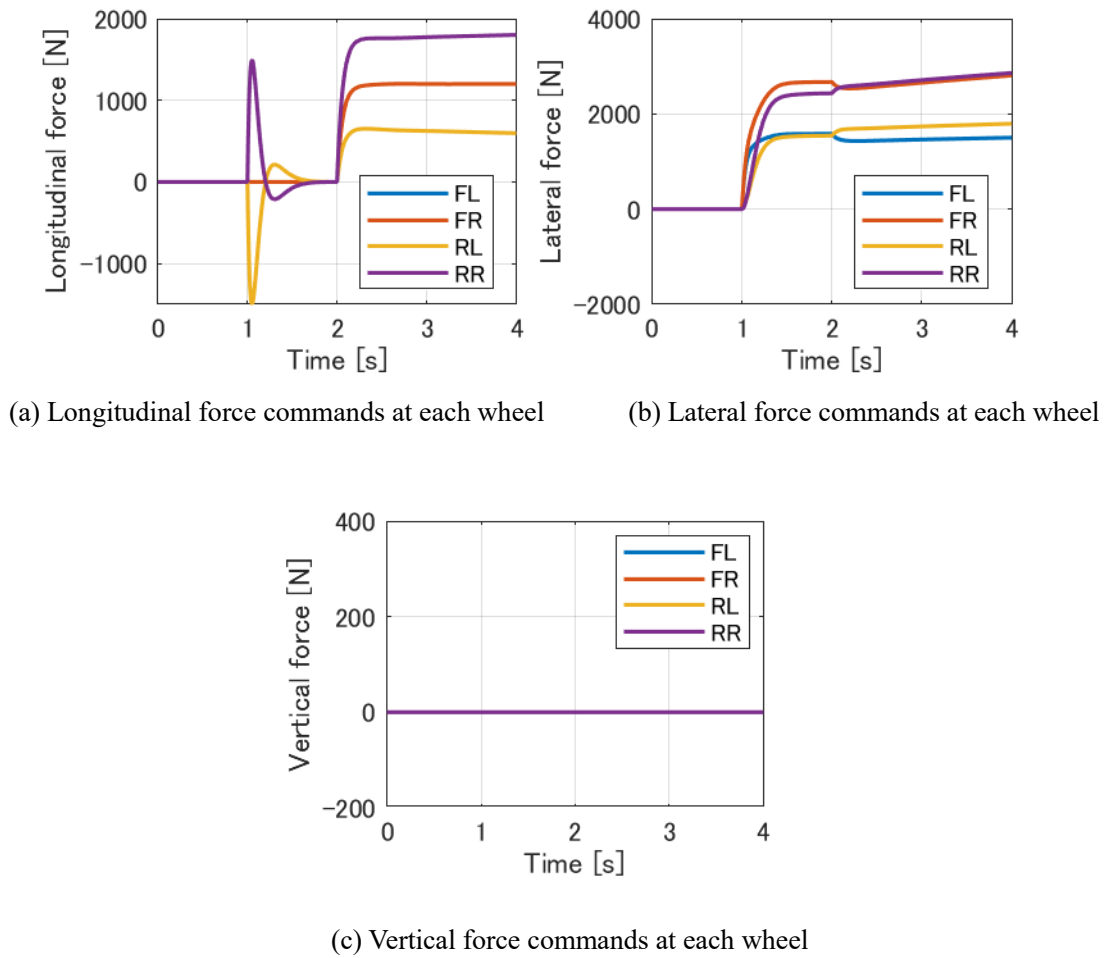 2000
1000
0
−1000
0 1 2 3 4
Longitudinal force [N]
Time [s]
FL
FR
RL
RR
4000
2000
0
−2000
0 1 2 3 4
Lateral force [N]
Time [s]
FL
FR
RL
RR
(a) Longitudinal force commands at each wheel
(b) Lateral force commands at each wheel
400
200
0
−200
0 1 2 3 4
Vertical force [N]
Time [s]
FL
FR
RL
RR
(c) Vertical force commands at each wheel